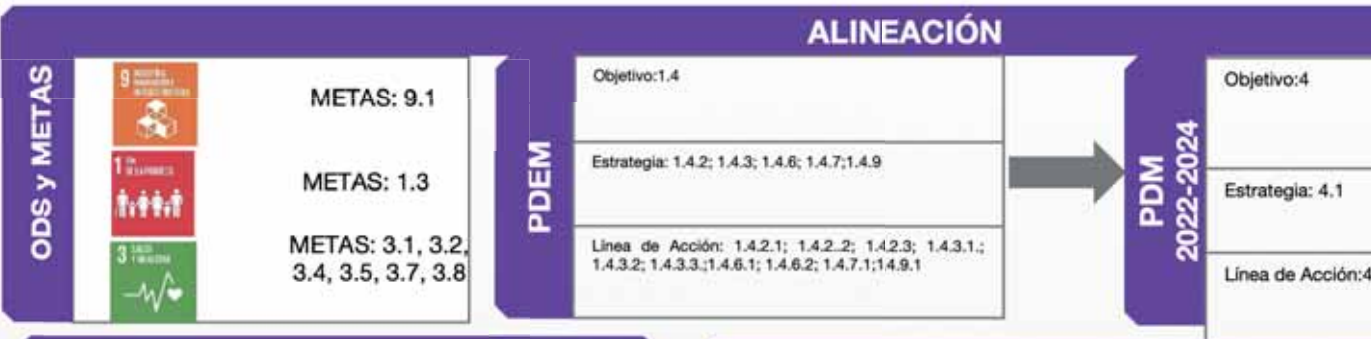 ALINEACIÓN
ODS y METAS
9
METAS: 9.1
1
METAS: 1.3
3
METAS: 3.1, 3.2,
3.4, 3.5, 3.7, 3.8
PDEM
Objetivo:1.4
Estrategia: 1.4.2; 1.4.3; 1.4.6; 1.4.7;1.4.9
Línea de Acción: 1.4.2.1; 1.4.2..2; 1.4.2.3; 1.4.3.1.;
1.4.3.2; 1.4.3.3.;1.4.6.1; 1.4.6.2; 1.4.7.1;1.4.9.1
PDM
2022-2024
Objetivo:4
Estrategia: 4.1
Línea de Acción:4